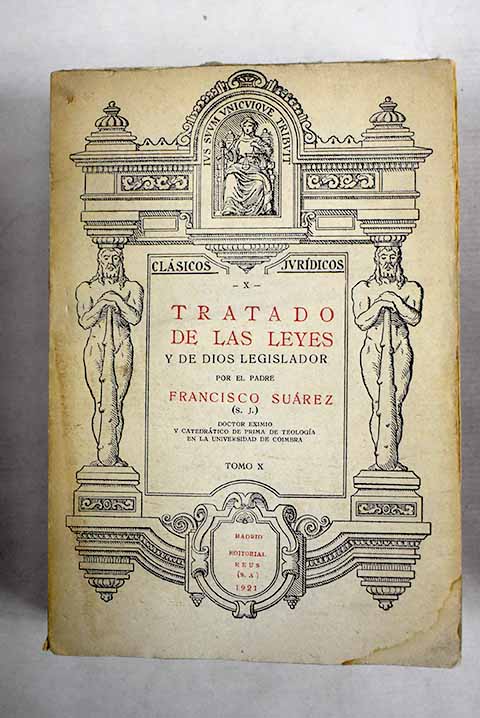 IVS SVVM VNICVIQVE TRIBVIT
CLÁSICOS JVRÍDICOS
- X -
TRATADO
DE LAS LEYES
Y DE DIOS LEGISLADOR
POR EL PADRE
FRANCISCO SUÁREZ
(S. J.)
DOCTOR EXIMIO
Y CATEDRÁTICO DE PRIMA DE TEOLOGÍA
EN LA UNIVERSIDAD DE COIMBRA
TOMO X
MADRID
EDITORIAL
REUS
(S. A.)
1921